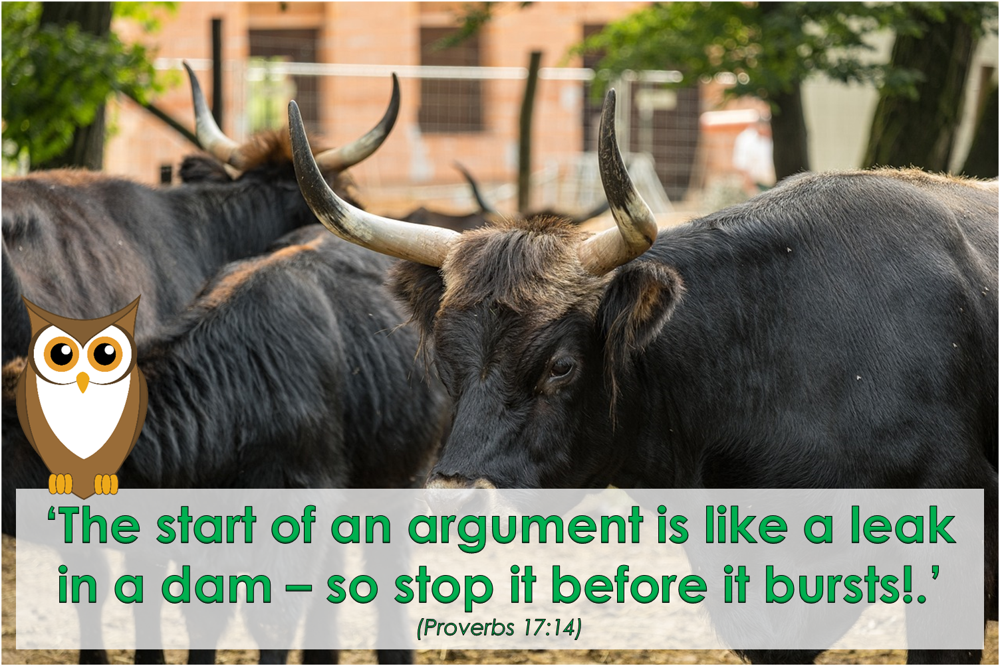 ‘The start of an argument is like a leak
in a dam – so stop it before it bursts!.’
(Proverbs 17:14)